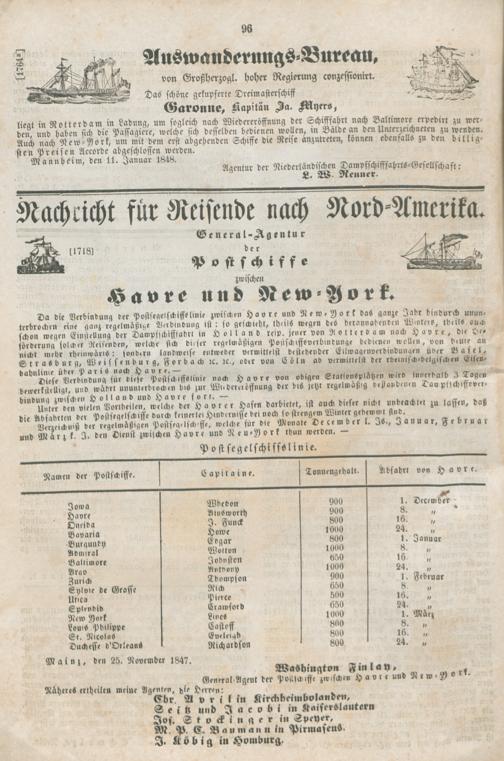 96
[1764²]
Auswanderungs-Bureau,
von Großherzogl. hoher Regierung conzessionirt.
Das schöne gekupferte Dreimasterschiff
Garonne, Kapitän Ja. Myers,
liegt in Rotterdam in Ladung, um sogleich nach Wiedereröffnung der Schifffahrt nach Baltimore expedirt zu wer-
den, und haben sich die Passagiere, welche sich desselben bedienen wollen, in Bälde an den Unterzeichneten zu wenden.
Auch nach New-York, um mit dem erst abgehenden Schiffe die Reise anzutreten, können ebenfalls zu den billig-
sten Preisen Accorde abgeschlossen werden.
Mannheim, den 11. Januar 1848.
Agentur der Niederländischen Dampfschifffahrts-Gesellschaft:
L. W. Renner.
Nachricht für Reisende nach Nord-Amerika.
General-Agentur
[1718]
der
Postschiffe
zwischen
Havre und New-York.
Da die Verbindung der Postsegelschiffslinie zwischen Havre und New-York das ganze Jahr hindurch ununter-
brochen eine ganz regelmäßige Verbindung ist: so geschieht, theils wegen des herannahenden Winters, theils auch
schon wegen der Dampfschifffahrt in Holland resp. jener von Rotterdam nach Havre, die Be-
förderung solcher Reisenden, welche sich dieser regelmäßigen Postschiffverbindungen bedienen wollen, von heute an
nicht mehr rheinwärts; sondern landweise entweder vermittelst bestehender Eilwagenverbindungen über Basel,
Strasburg, Weissenburg, Forbach ꝛc. ꝛc., oder von Cöln ab vermittelst der rheinisch-belgischen Eisen-
bahnlinie über Paris nach Havre.—
Diese Verbindung für diese Postschiffslinie nach Havre von obigen Stationsplätzen wird innerhalb 3 Tagen
bewerkstelligt, und währt ununterbrochen bis zur Wiedereröffnung der bis jetzt regelmäßig bestandenen Dampfschiffver-
bindung zwischen Holland und Havre fort. —
Unter den vielen Vortheilen, welche der Havrer Hafen darbietet, ist auch dieser nicht unbeachtet zu lassen, daß
die Abfahrten der Postsegelschiffe durch keinerlei Hindernisse bei noch so strengem Winter gehemmt sind.
Verzeichniß der regelmäßigen Postsegelschiffe, welche für die Monate December l. Js., Januar, Februar
und März k. J. den Dienst zwischen Havre und New-York thun werden. —
Postsegelschiffslinie.
Namen der Postschiffe. Capitaine. Tonnengehalt. Abfahrt von Havre.
Iowa Whedon 900 1. December
Havre Ainsworth 900 8. „
Oneida J. Funck 800 16. „
Bavaria Howe 1000 24. „
Burgundy Edgar 800 1. Januar
Admiral Wotton 1000 8. „
Baltimore Johnston 650 16. „
Argo Anthony 1000 24. „
Zurich Thompson 900 1. Februar
Sylvie de Grasse Rich 650 8. „
Utica Pierce 500 16. „
Splendid Crawford 650 24. „
New York Lines 1000 1. März
Louis Philippe Castoff 800 8. „
St. Nicolas Eveleigh 800 16. „
Duchesse d'Orleans Richardson 800 24. „
Mainz, den 25. November 1847.
Washington Finlay,
General-Agent der Postschiffe zwischen Havre und New-York.
Näheres ertheilen meine Agenten, die Herren:
Chr. Avril in Kirchheimbolanden,
Seitz und Jacobi in Kaiserslautern
Jos. Stockinger in Speyer,
M. P. C. Baumann in Pirmasens.
J. Köbig in Homburg.